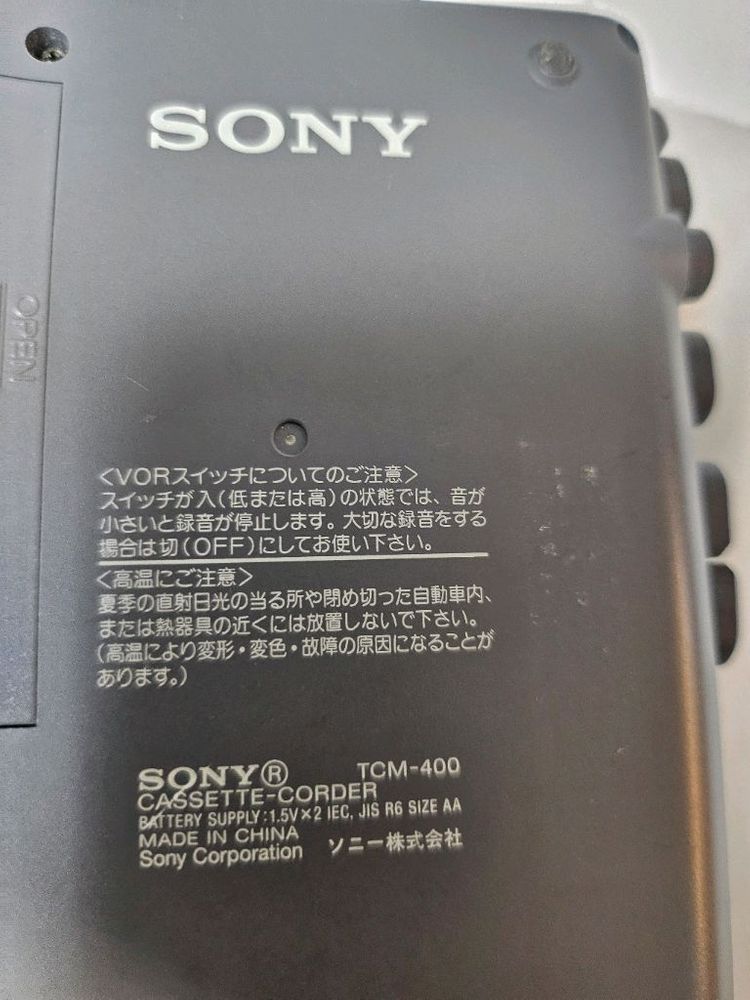 SONY
OPEN
<VORスイッチについてのご注意>
スイッチが入(低または高)の状態では、音が
小さいと録音が停止します。大切な録音をする
場合は切(OFF)にしてお使い下さい。
<高温にご注意>
夏季の直射日光の当る所や閉め切った自動車内、
または熱器具の近くには放置しないで下さい。
(高温により変形・変色・故障の原因になることが
あります。)
SONY® TCM-400
CASSETTE-CORDER
BATTERY SUPPLY:1.5V×2 IEC, JIS R6 SIZE AA
MADE IN CHINA
Sony Corporation ソニー株式会社